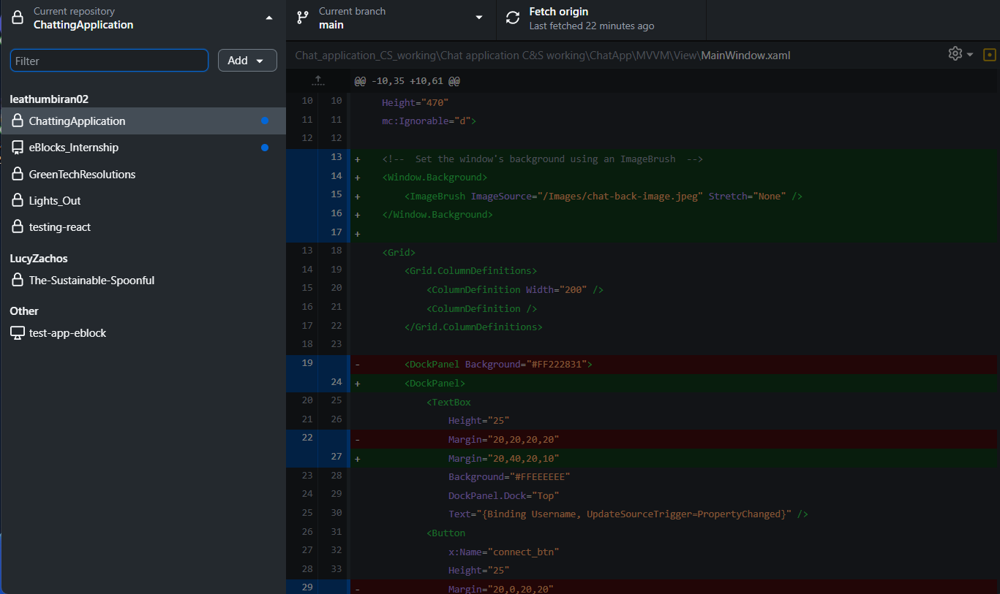 Current repository
ChattingApplication
Current branch
main
Fetch origin
Last fetched 22 minutes ago
Filter
Add
leathumbiran02
ChattingApplication
eBlocks_Internship
GreenTechResolutions
Lights_Out
testing-react
LucyZachos
The-Sustainable-Spoonful
Other
test-app-eblock
Chat_application_CS_working\Chat application C&S working\ChatApp\MVVM\View\MainWindow.xaml
@@ -10,35 +10,61 @@
10 10 Height="470"
11 11 mc:Ignorable="d">
12 12
13 + <!-- Set the window's background using an ImageBrush -->
14 + <Window.Background>
15 + <ImageBrush ImageSource="/Images/chat-back-image.jpeg" Stretch="None" />
16 + </Window.Background>
17 +
13 18 <Grid>
14 19 <Grid.ColumnDefinitions>
15 20 <ColumnDefinition Width="200" />
16 21 <ColumnDefinition />
17 22 </Grid.ColumnDefinitions>
18 23
19 - <DockPanel Background="#FF222831">
24 + <DockPanel>
20 25 <TextBox
21 26 Height="25"
22 - Margin="20,20,20,20"
27 + Margin="20,40,20,10"
23 28 Background="#FFEEEEEE"
24 29 DockPanel.Dock="Top"
25 30 Text="{Binding Username, UpdateSourceTrigger=PropertyChanged}" />
26 31 <Button
27 32 x:Name="connect_btn"
28 33 Height="25"
29 - Margin="20,0,20,20"